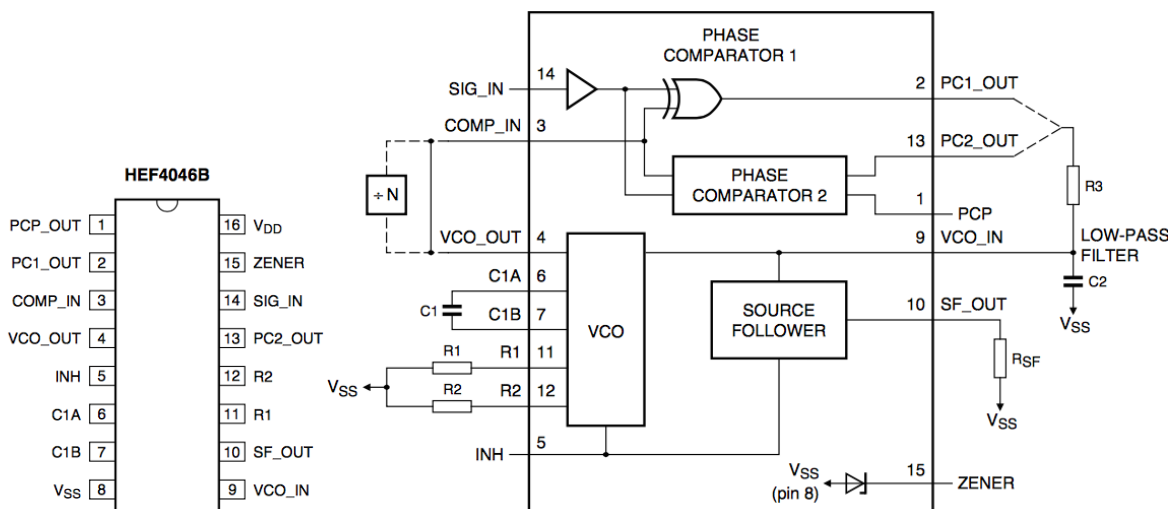 HEF4046B
PCP_OUT 1
16 VDD
PC1_OUT 2
15 ZENER
COMP_IN 3
14 SIG_IN
VCO_OUT 4
13 PC2_OUT
INH 5
12 R2
C1A 6
11 R1
C1B 7
10 SF_OUT
VSS 8
9 VCO_IN
PHASE
COMPARATOR 1
SIG_IN 14
2 PC1_OUT
COMP_IN 3
13 PC2_OUT
÷ N
PHASE
COMPARATOR 2
R3
1
PCP
VCO_OUT 4
9 VCO_IN
LOW-PASS
FILTER
C1A 6
C2
C1
C1B 7
VCO
SOURCE
FOLLOWER
10 SF_OUT
VSS
R1 R1 11
RSF
VSS
R2 R2 12
VSS
INH 5
VSS
(pin 8)
15
ZENER